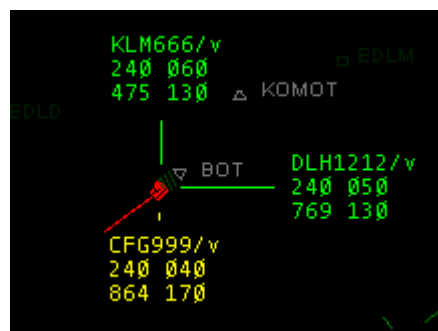 KLM666/v
240 060
475 130
EDLM
KOMOT
EDLD
BOT
DLH1212/v
240 050
769 130
CFG999/v
240 040
864 170